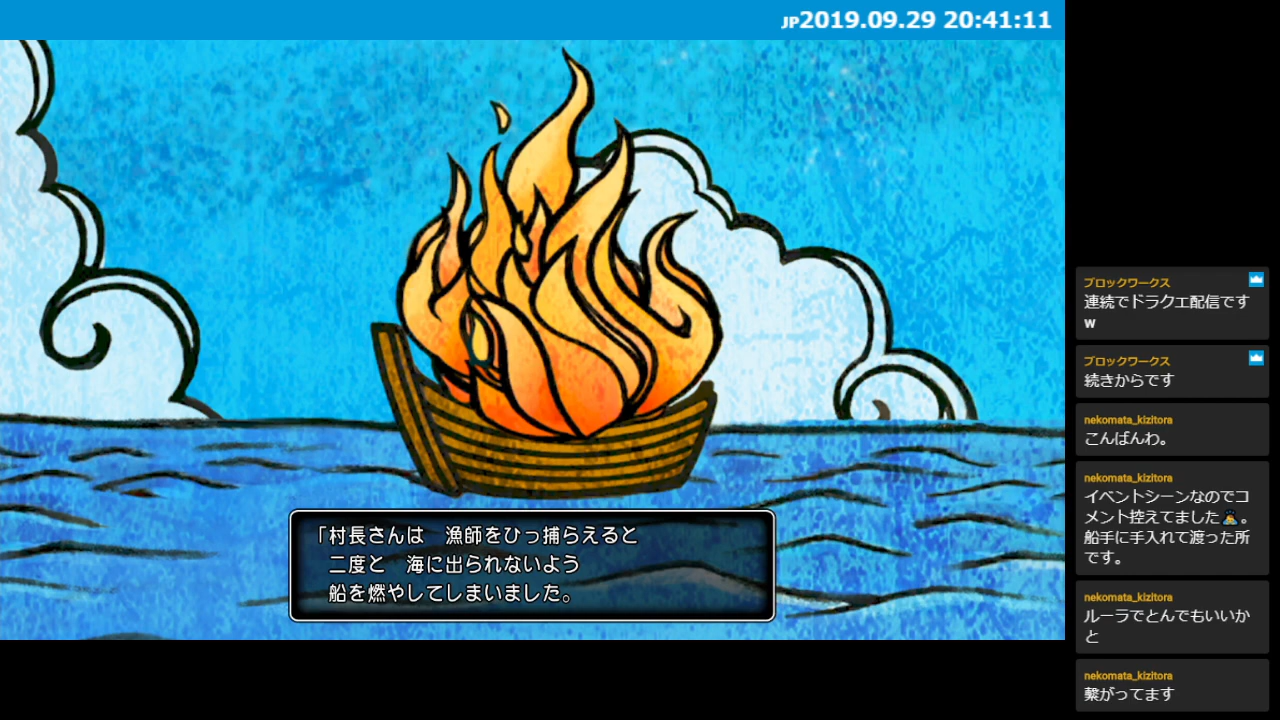 JP2019.09.29 20:41:11
「村長さんは　漁師をひっ捕らえると
二度と　海に出られないよう
船を燃やしてしまいました。
ブロックワークス
連続でドラクエ配信です
w
ブロックワークス
続きからです
nekomata_kizitora
こんばんわ。
nekomata_kizitora
イベントシーンなのでコ
メント控えてました🙇。
船手に手入れて渡った所
です。
nekomata_kizitora
ルーラでとんでもいいか
と
nekomata_kizitora
繋がってます